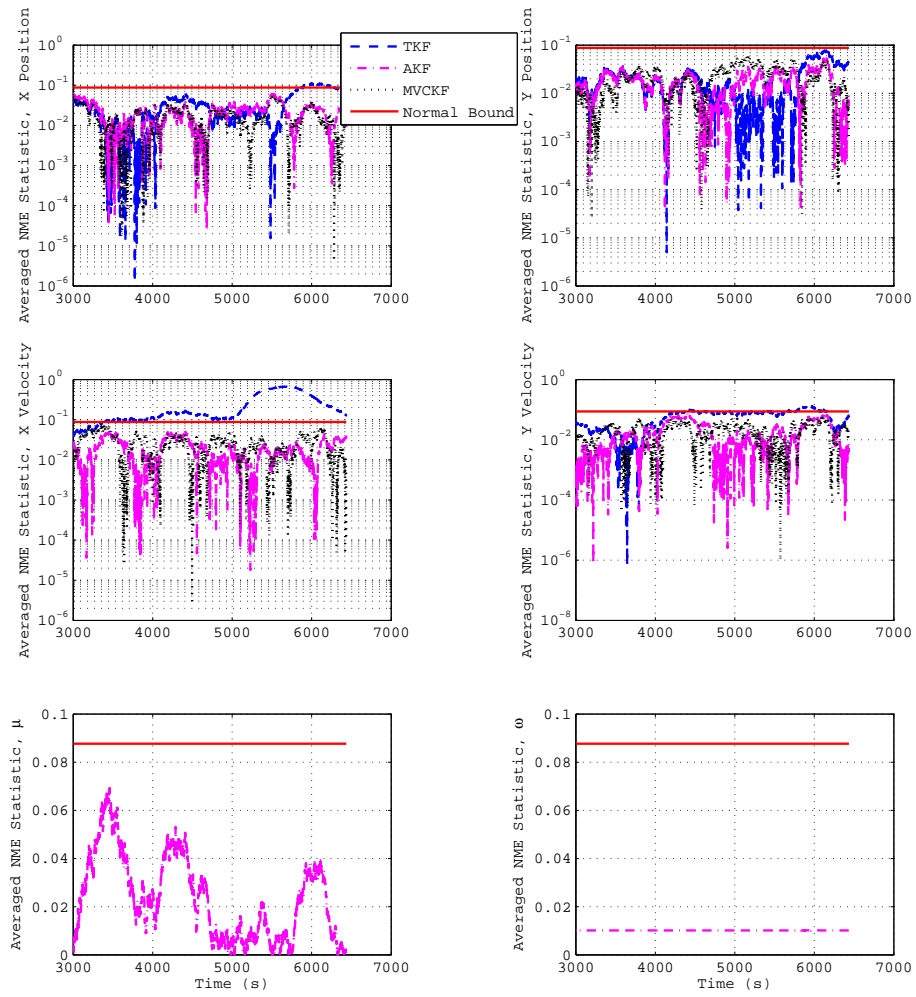 Averaged NME Statistic, X Position
10^0
10^-1
10^-2
10^-3
10^-4
10^-5
10^-6
3000 4000 5000 6000 7000
TKF
AKF
MVCKF
Normal Bound
Averaged NME Statistic, Y Position
10^-1
10^-2
10^-3
10^-4
10^-5
10^-6
3000 4000 5000 6000 7000
Averaged NME Statistic, X Velocity
10^0
10^-1
10^-2
10^-3
10^-4
10^-5
10^-6
3000 4000 5000 6000 7000
Averaged NME Statistic, Y Velocity
10^0
10^-2
10^-4
10^-6
10^-8
3000 4000 5000 6000 7000
Averaged NME Statistic, μ
0.1
0.08
0.06
0.04
0.02
0
3000 4000 5000 6000 7000
Time (s)
Averaged NME Statistic, ω
0.1
0.08
0.06
0.04
0.02
0
3000 4000 5000 6000 7000
Time (s)